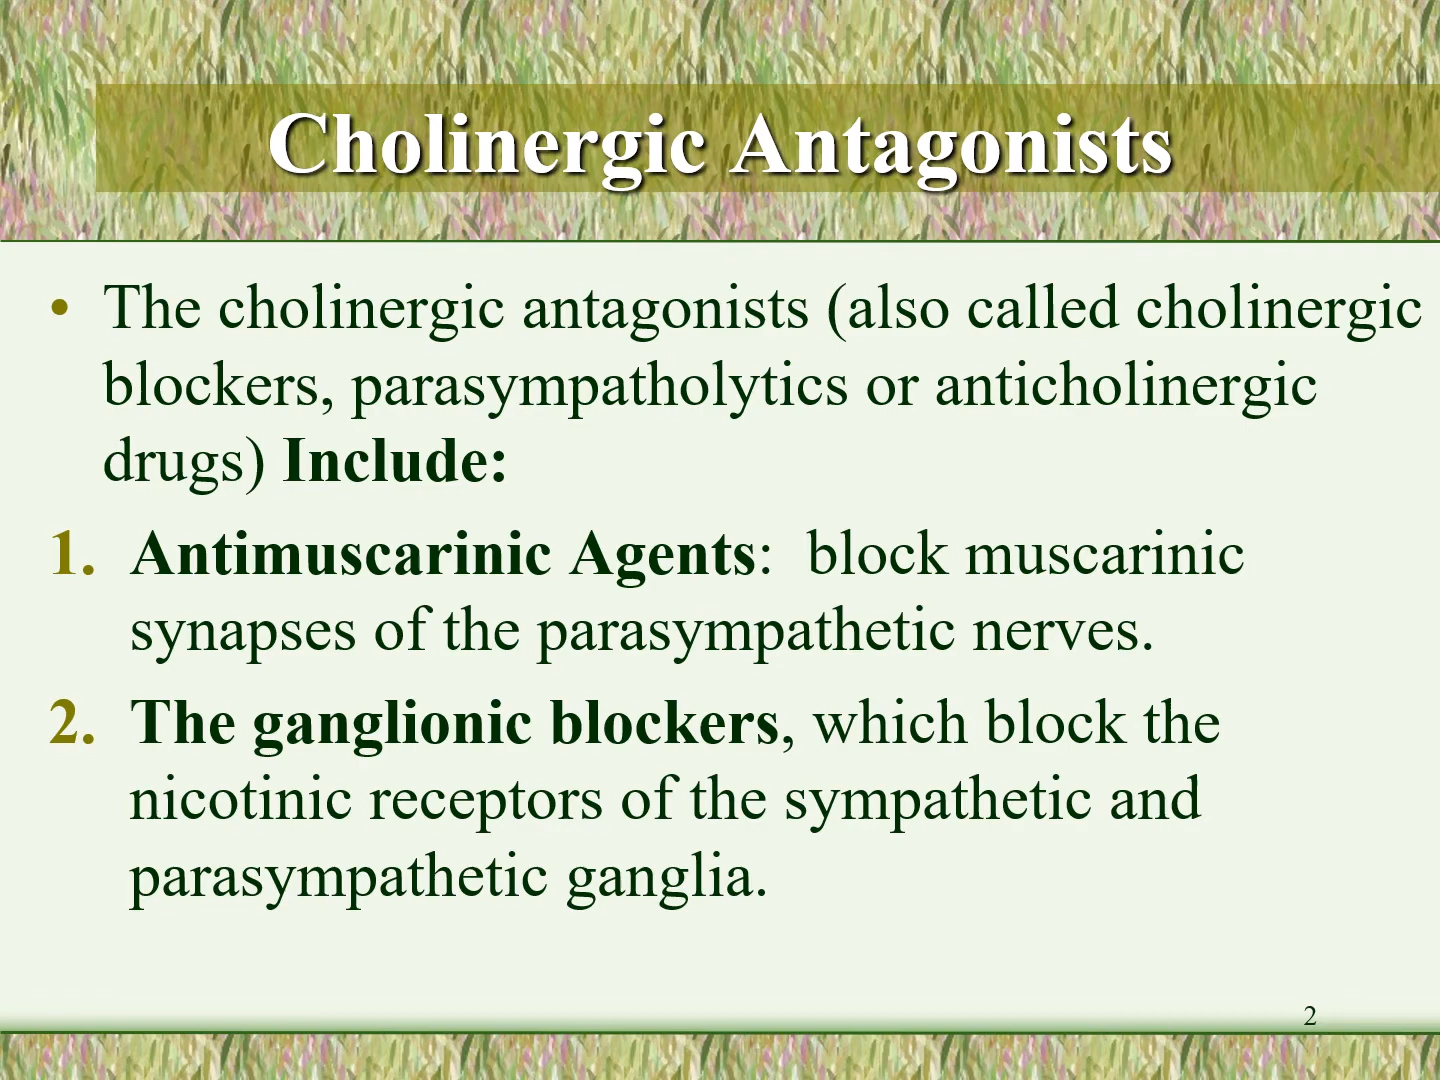 Cholinergic Antagonists
• The cholinergic antagonists (also called cholinergic
blockers, parasympatholytics or anticholinergic
drugs) Include:
1. Antimuscarinic Agents:  block muscarinic
synapses of the parasympathetic nerves.
2. The ganglionic blockers, which block the
nicotinic receptors of the sympathetic and
parasympathetic ganglia.
2